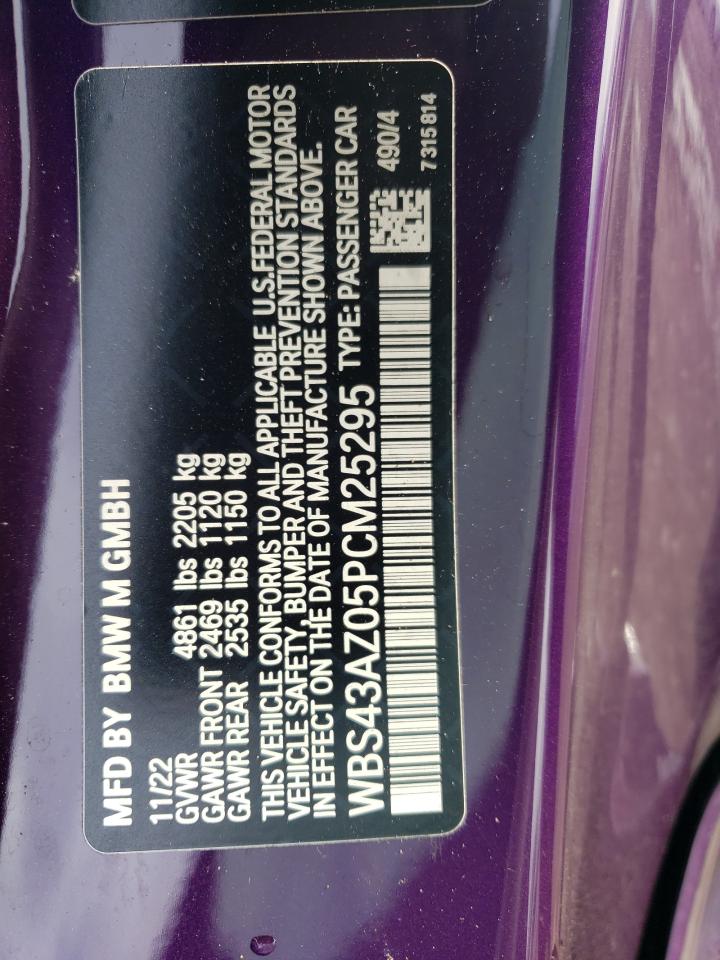 MFD BY BMW M GMBH
11/22
GVWR 4861 lbs 2205 kg
GAWR FRONT 2469 lbs 1120 kg
GAWR REAR 2535 lbs 1150 kg
THIS VEHICLE CONFORMS TO ALL APPLICABLE U.S.FEDERAL MOTOR
VEHICLE SAFETY, BUMPER AND THEFT PREVENTION STANDARDS
IN EFFECT ON THE DATE OF MANUFACTURE SHOWN ABOVE.
WBS43AZ05PCM25295 TYPE: PASSENGER CAR
490/4
7 315 814